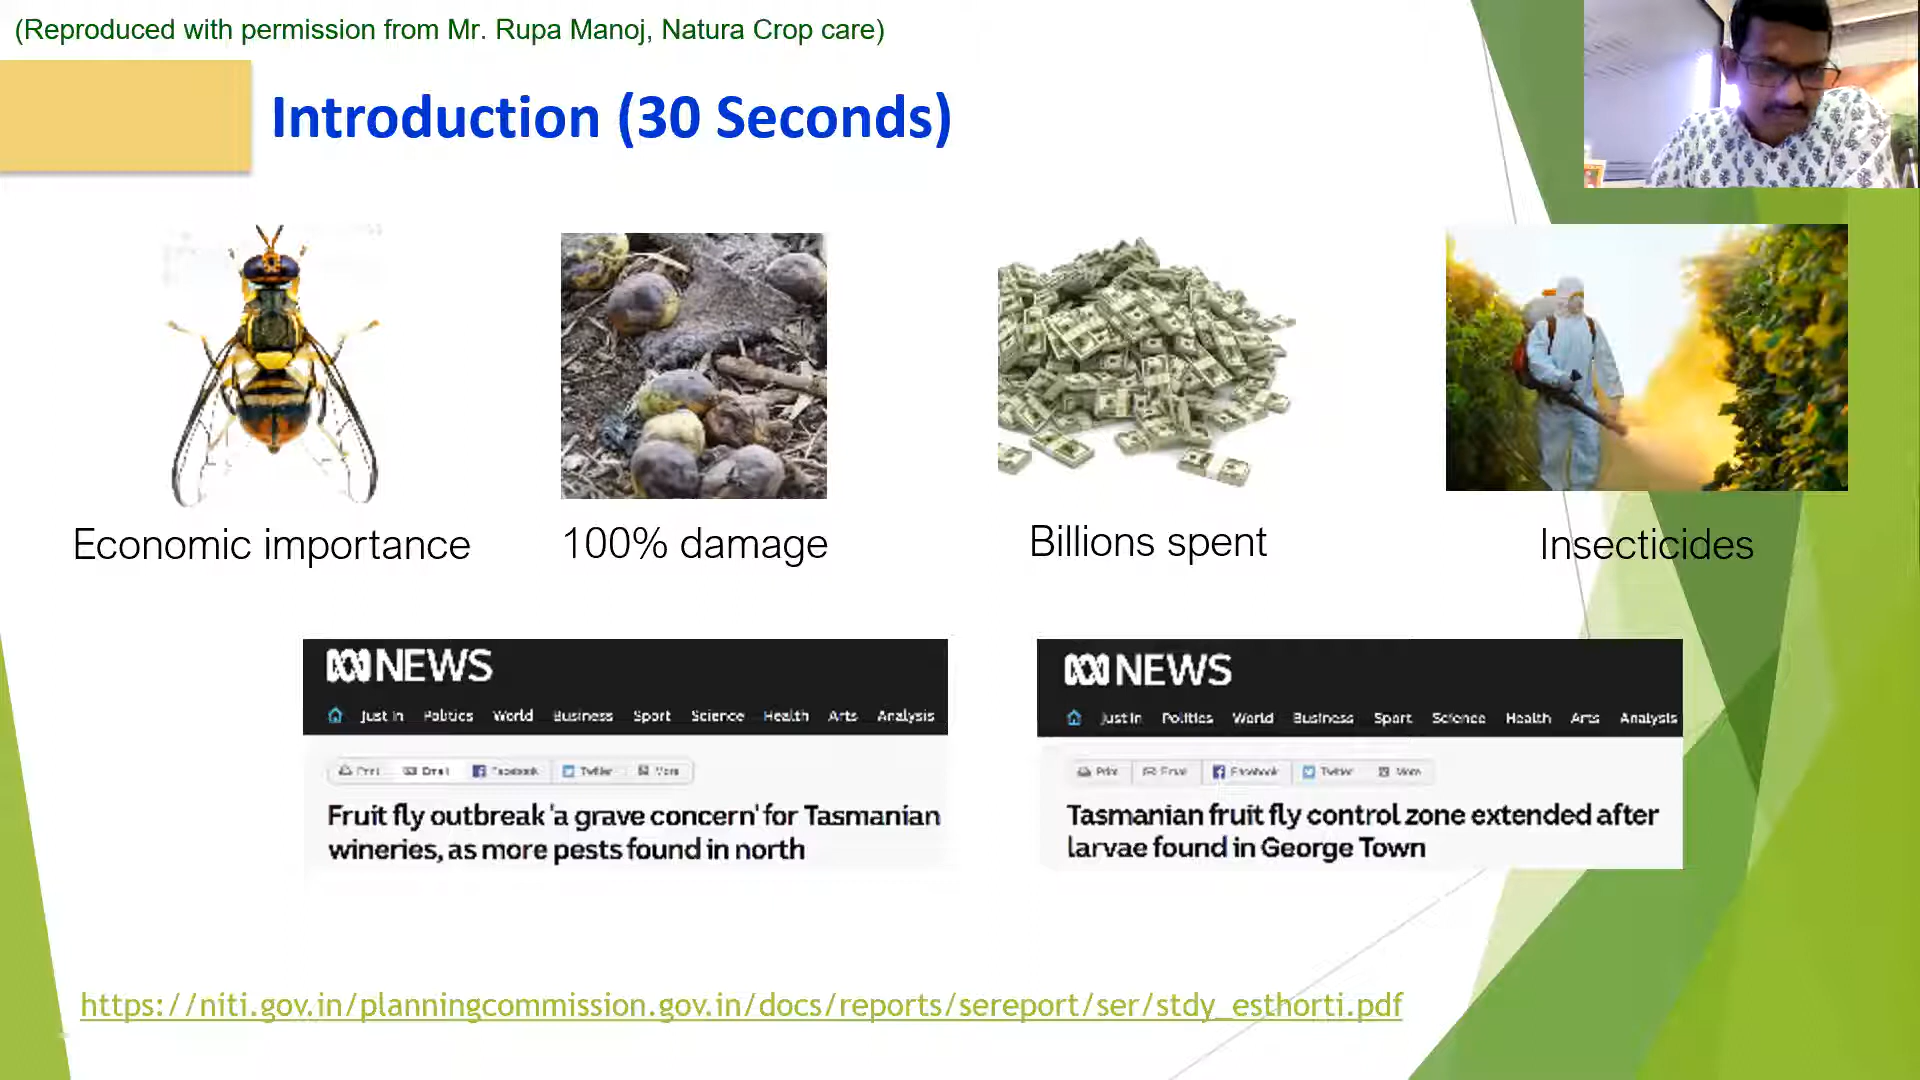 (Reproduced with permission from Mr. Rupa Manoj, Natura Crop care)
Introduction (30 Seconds)
Economic importance
100% damage
Billions spent
Insecticides
NEWS
Just In Politics World Business Sport Science Health Arts Analysis
Print Email Facebook Twitter More
Fruit fly outbreak 'a grave concern' for Tasmanian
wineries, as more pests found in north
NEWS
Just In Politics World Business Sport Science Health Arts Analysis
Print Email Facebook Twitter More
Tasmanian fruit fly control zone extended after
larvae found in George Town
https://niti.gov.in/planningcommission.gov.in/docs/reports/sereport/ser/stdy_esthorti.pdf